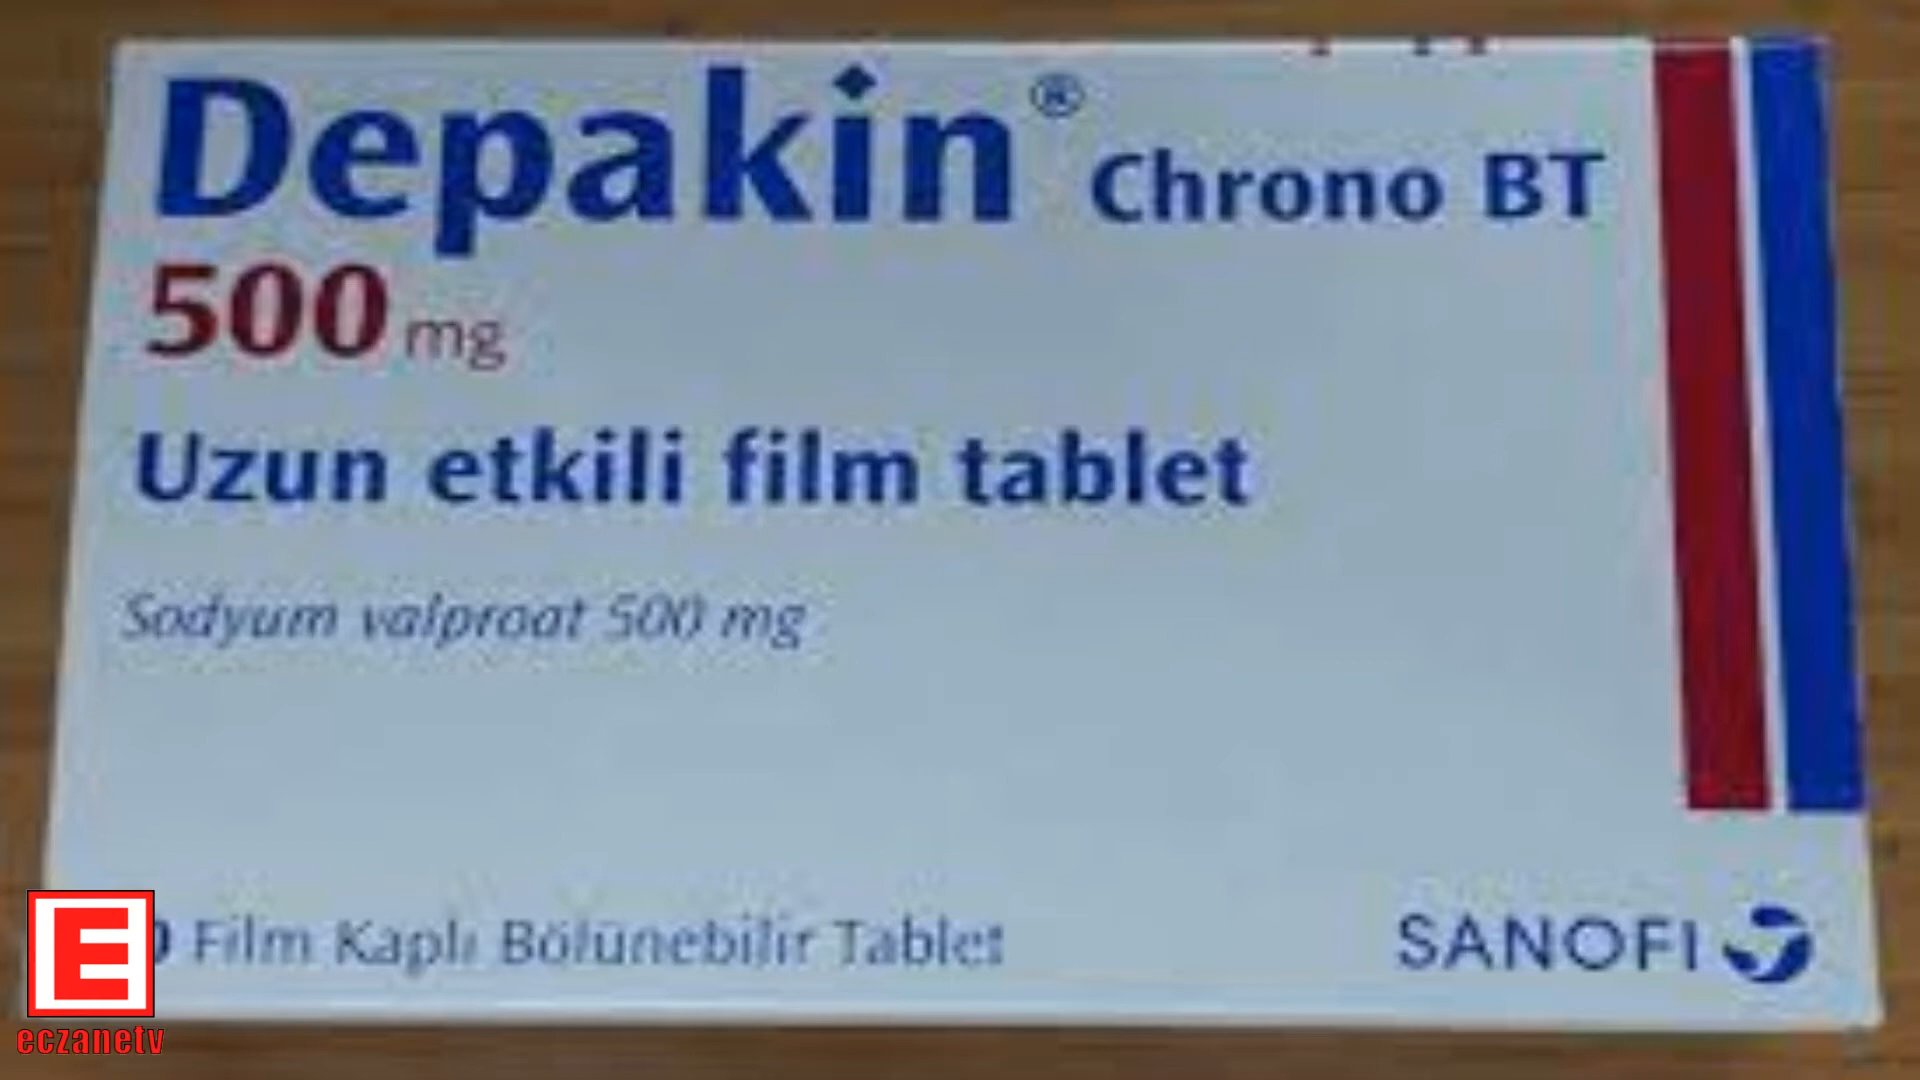 Depakin® Chrono BT
500 mg
Uzun etkili film tablet
Sodyum valproat 500 mg
Film Kaplı Bölünebilir Tablet
SANOFI
E
eczanetv